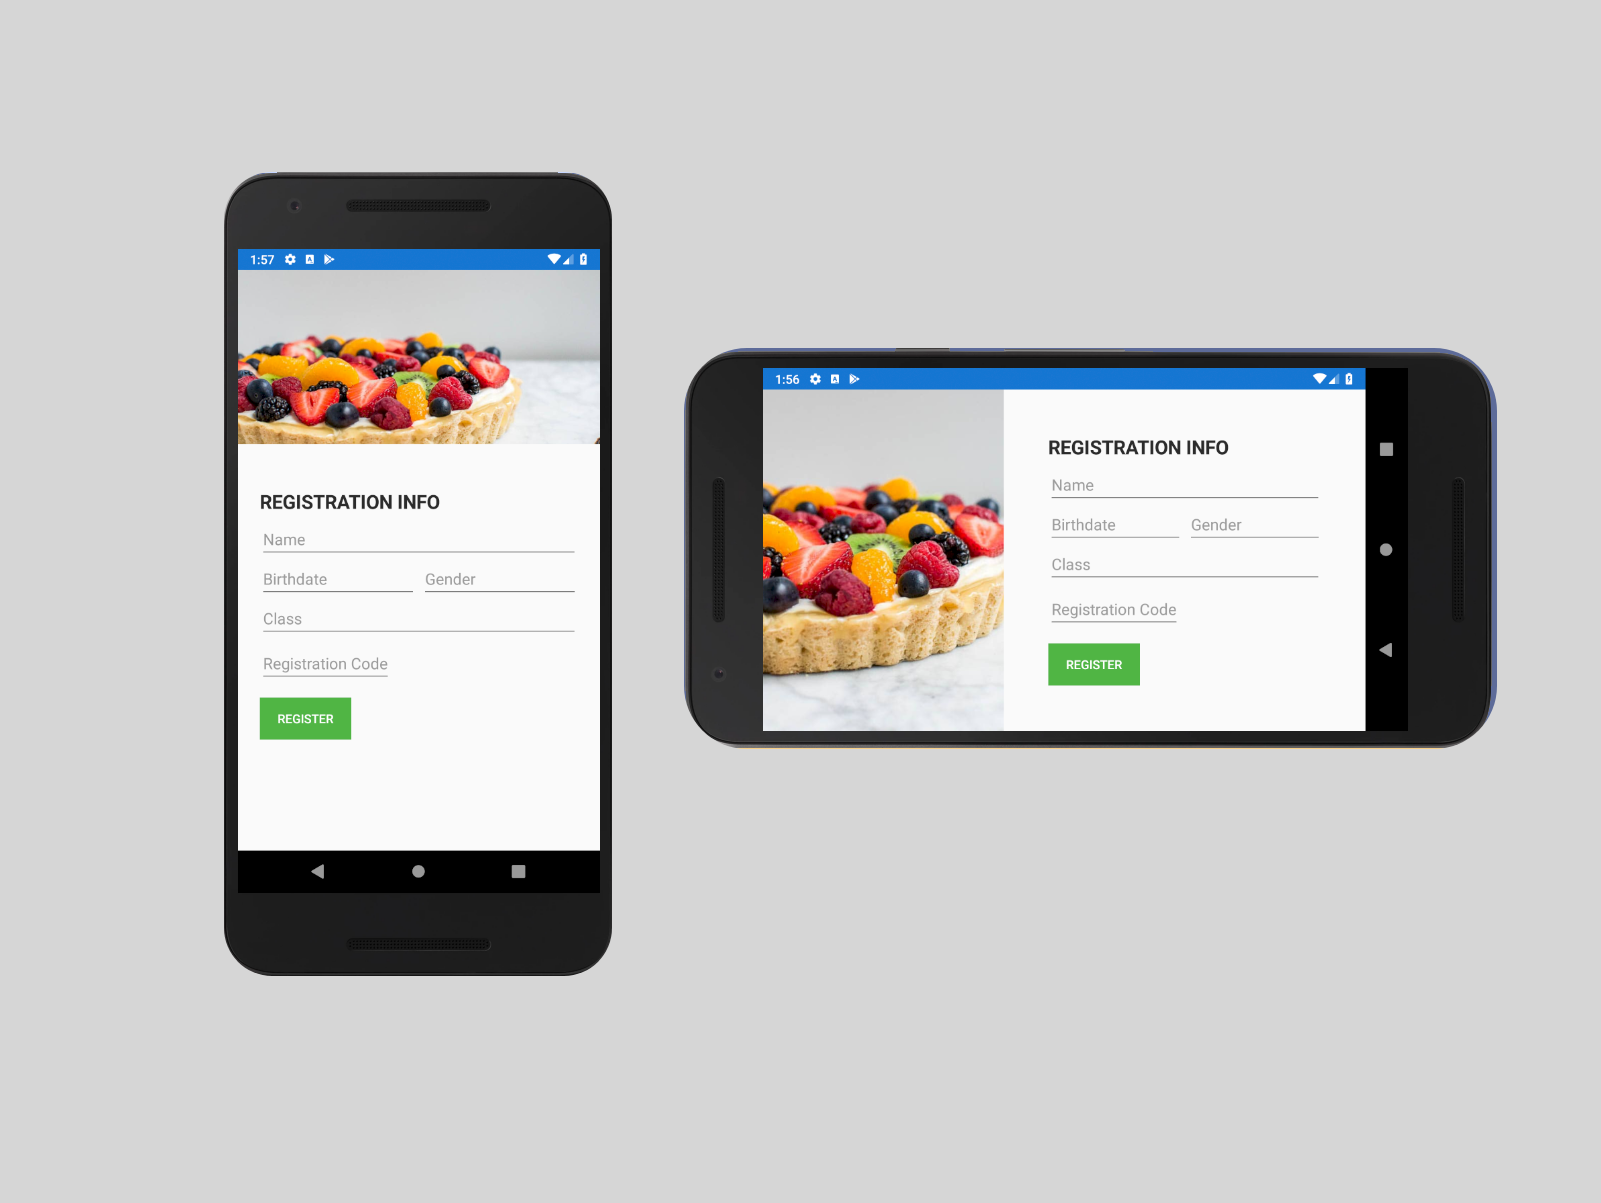 1:57
REGISTRATION INFO
Name
Birthdate Gender
Class
Registration Code
REGISTER
1:56
REGISTRATION INFO
Name
Birthdate Gender
Class
Registration Code
REGISTER